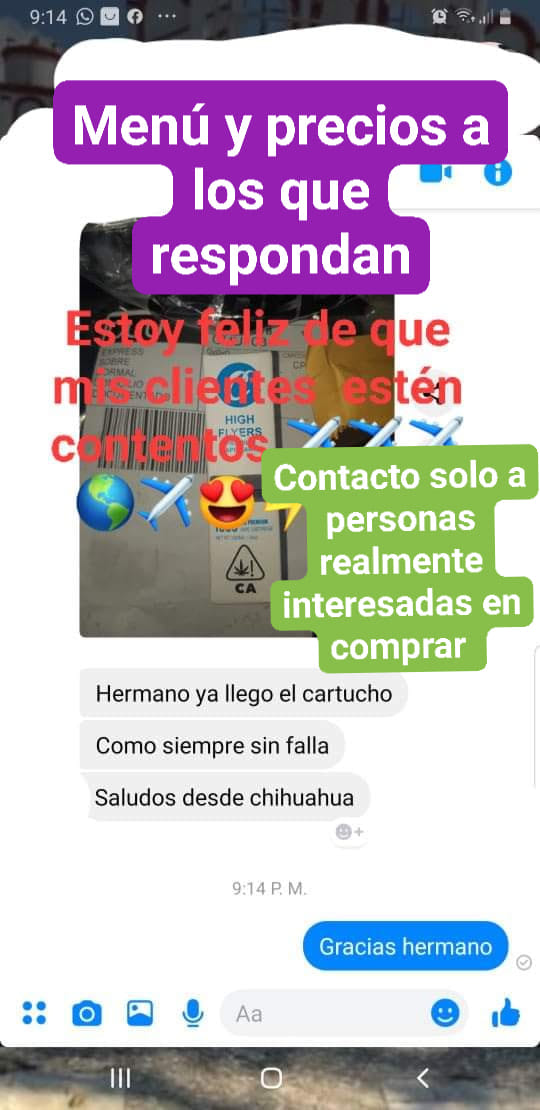 9:14
Menú y precios a
los que
respondan
Estoy feliz de que
mis clientes estén
contentos
EXPRESS
SOBRE
HIGH
FLYERS
CA
Contacto solo a
personas
realmente
interesadas en
comprar
Hermano ya llego el cartucho
Como siempre sin falla
Saludos desde chihuahua
9:14 P. M.
Gracias hermano
Aa